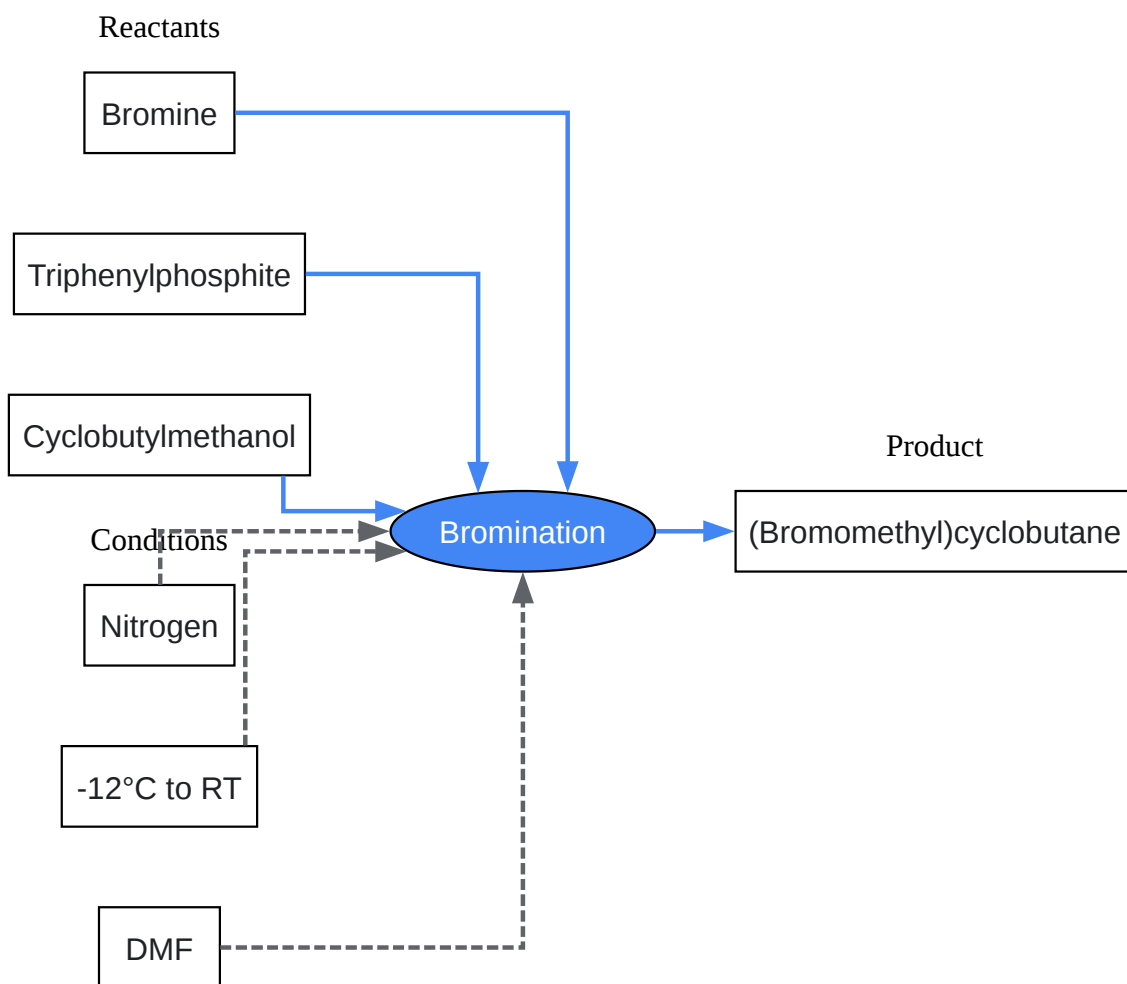 Reactants
Bromine
Triphenylphosphite
Cyclobutylmethanol
Conditions
Nitrogen
-12°C to RT
DMF
Bromination
Product
(Bromomethyl)cyclobutane